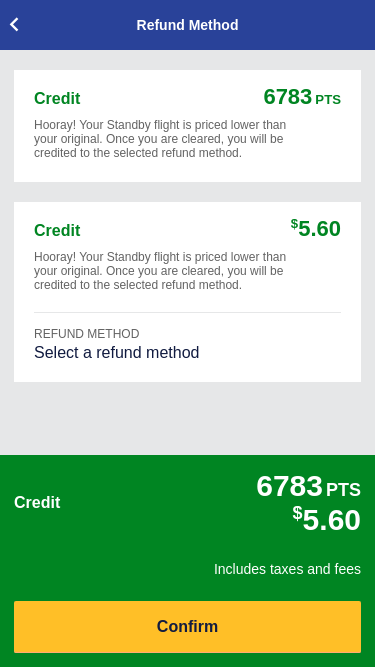 Refund Method
Credit
6783 PTS
Hooray! Your Standby flight is priced lower than
your original. Once you are cleared, you will be
credited to the selected refund method.
Credit
$5.60
Hooray! Your Standby flight is priced lower than
your original. Once you are cleared, you will be
credited to the selected refund method.
REFUND METHOD
Select a refund method
Credit
6783 PTS
$5.60
Includes taxes and fees
Confirm